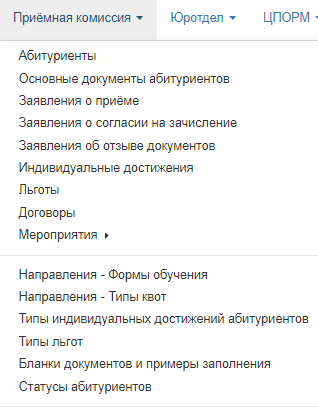 Приёмная комиссия Юротдел ЦПОРМ
Абитуриенты
Основные документы абитуриентов
Заявления о приёме
Заявления о согласии на зачисление
Заявления об отзыве документов
Индивидуальные достижения
Льготы
Договоры
Мероприятия
Направления - Формы обучения
Направления - Типы квот
Типы индивидуальных достижений абитуриентов
Типы льгот
Бланки документов и примеры заполнения
Статусы абитуриентов